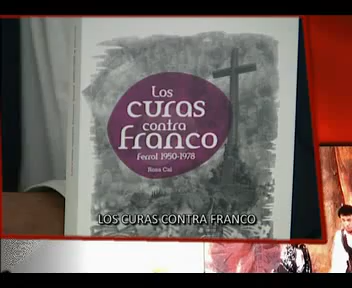 Los
curas
contra
franco
Ferrol 1950-1978
Rosa Cal
LOS CURAS CONTRA FRANCO